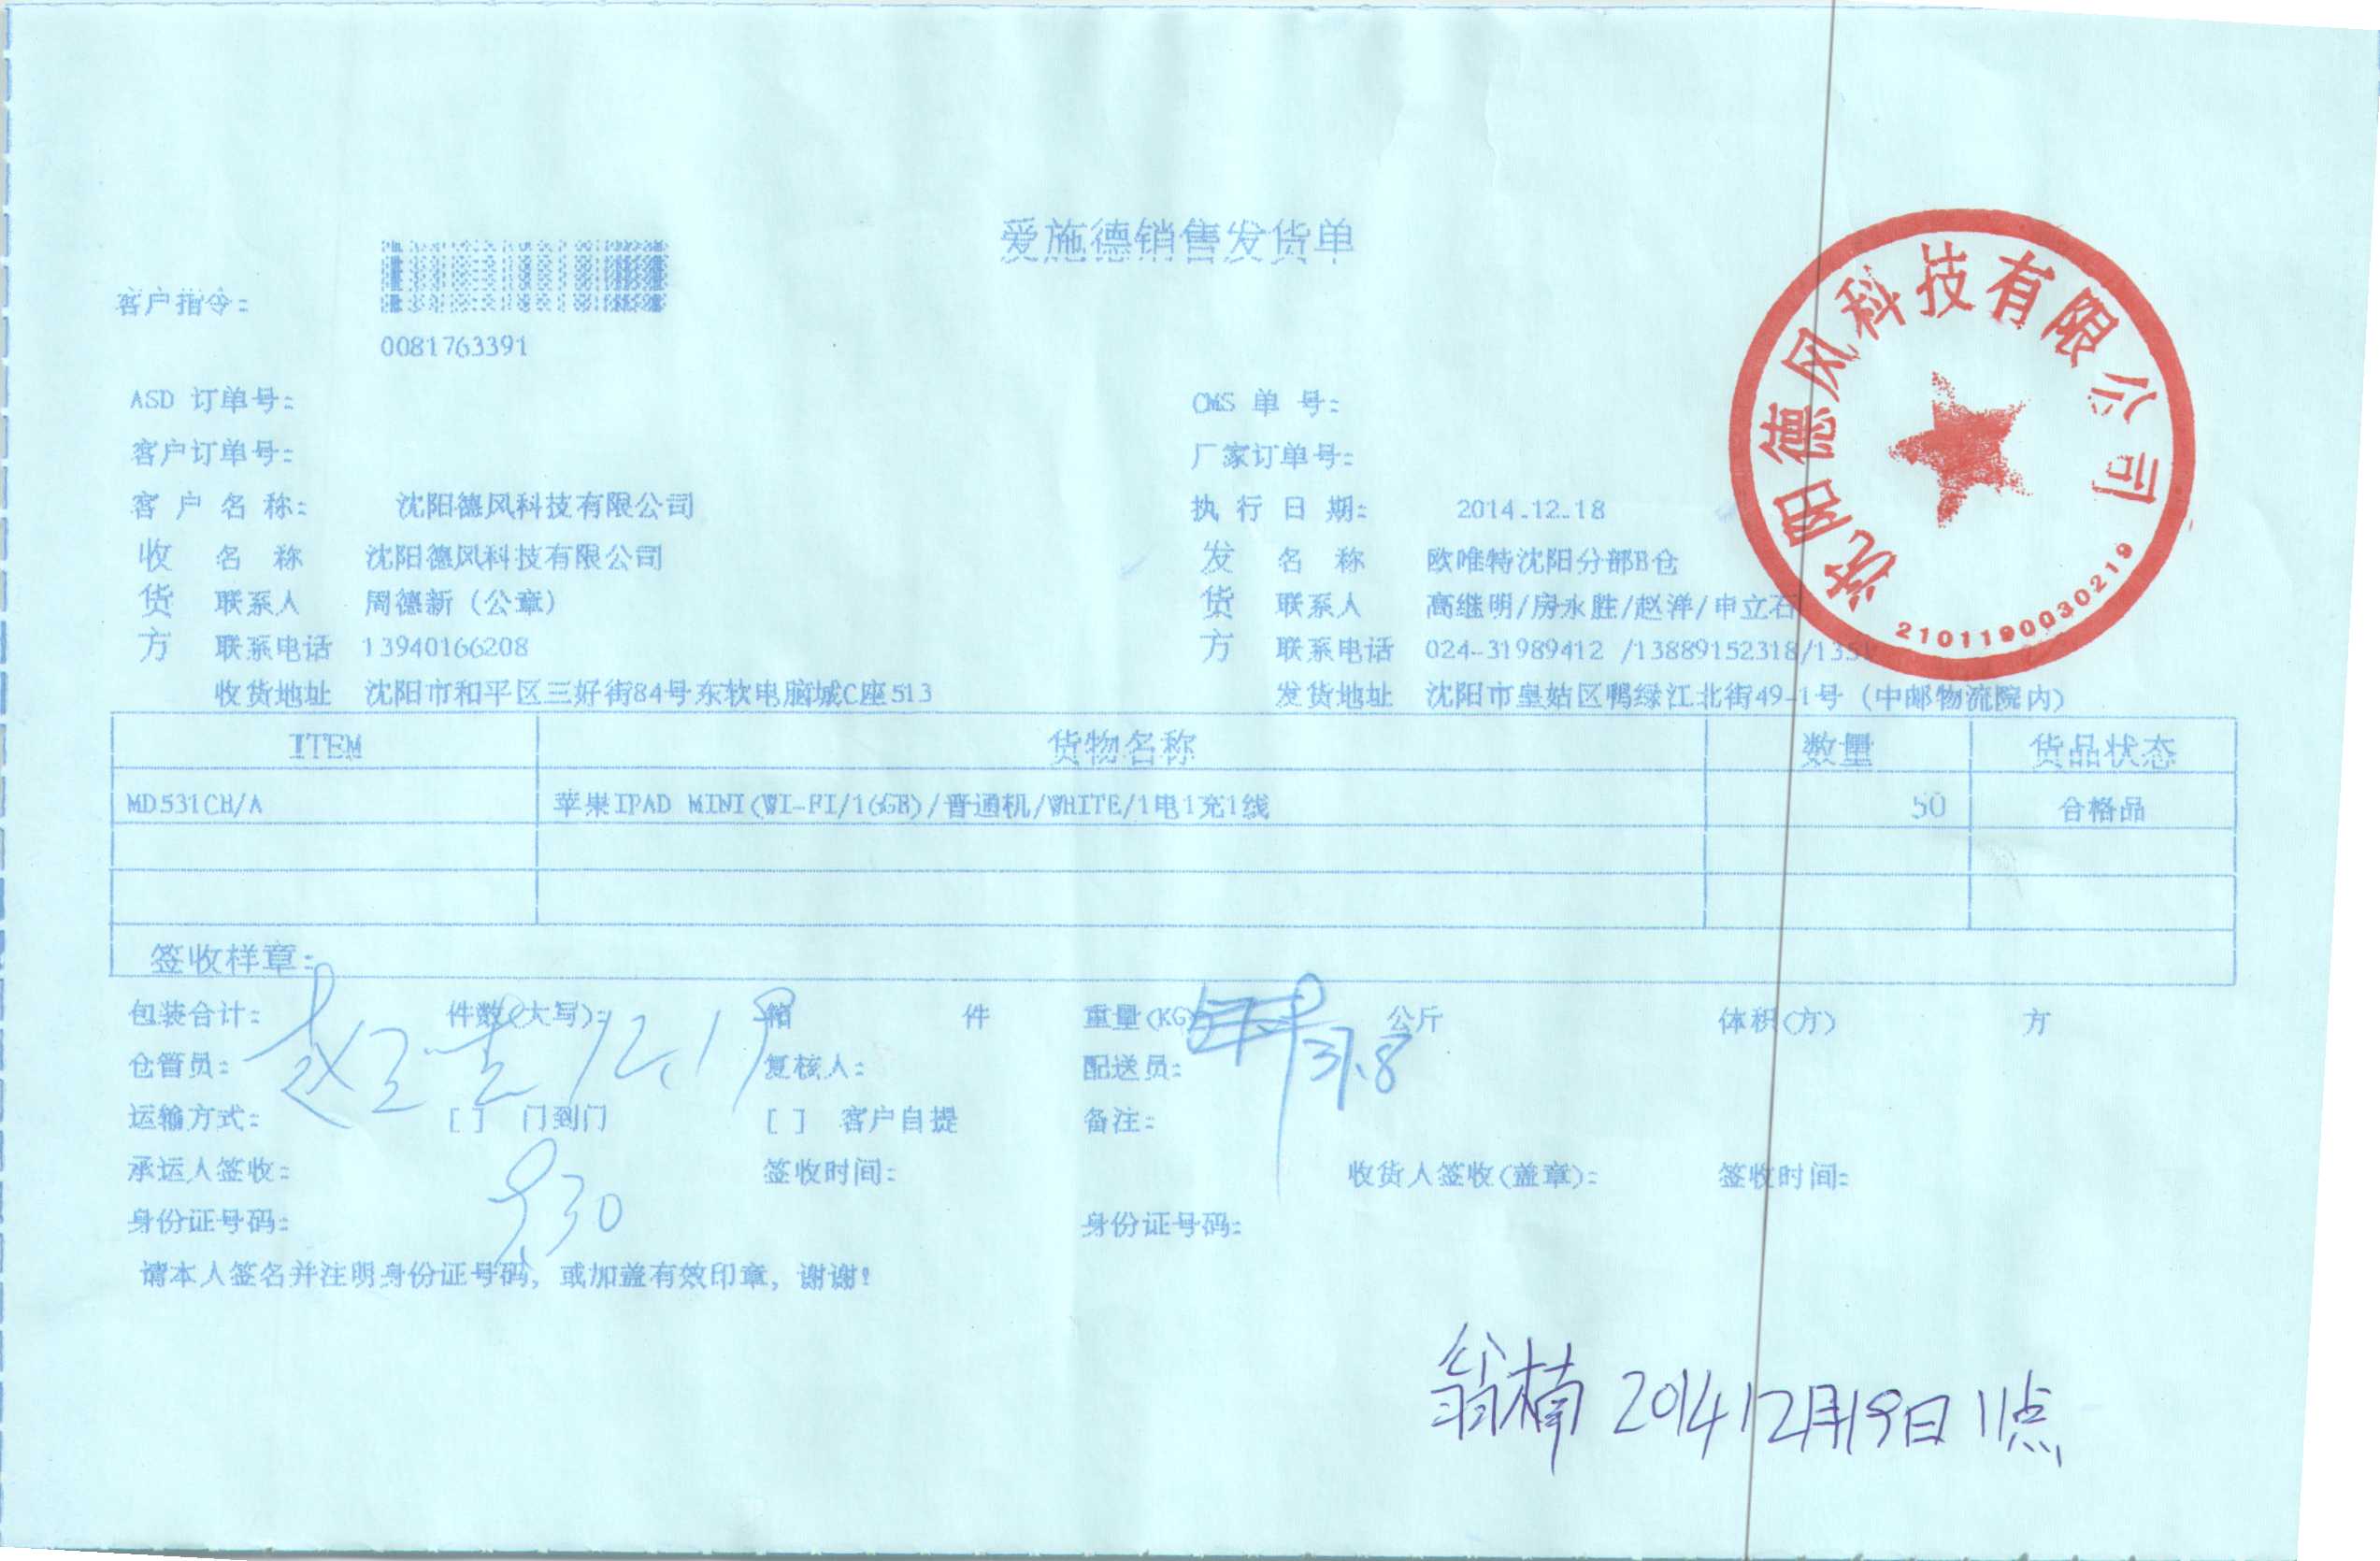 爱施德销售发货单
客户指令:
0081763391
ASD 订单号: CMS 单 号:
客户订单号: 厂家订单号:
客 户 名 称: 沈阳德风科技有限公司 执 行 日 期: 2014.12.18
收 名 称 沈阳德风科技有限公司 发 名 称 欧唯特沈阳分部B仓
货 联系人 周德新（公章） 货 联系人 高继明/房永胜/赵洋/申立石
方 联系电话 13940166208 方 联系电话 024-31989412 /13889152318/135
收货地址 沈阳市和平区三好街84号东软电脑城C座513 发货地址 沈阳市皇姑区鸭绿江北街49-1号（中邮物流院内）
沈阳德风科技有限公司
2101190030219
ITEM 货物名称 数量 货品状态
MD531CH/A 苹果IPAD MINI(WI-FI/16GB)/普通机/WHITE/1电1充1线 50 合格品
签收样章:
包装合计: 件数(大写): 箱 件 重量(KG) 公斤 体积(方) 方
12.19
37.8
仓管员: 复核人: 配送员:
运输方式: [ ] 门到门 [ ] 客户自提 备注:
承运人签收: 签收时间: 收货人签收(盖章): 签收时间:
9.30
身份证号码: 身份证号码:
请本人签名并注明身份证号码, 或加盖有效印章, 谢谢!
翁楠 2014 12月19日 11点